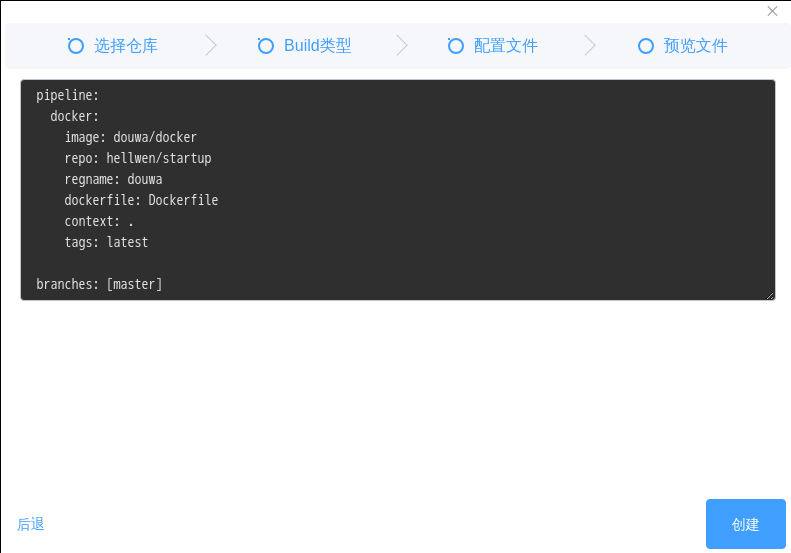 选择仓库 Build类型 配置文件 预览文件
pipeline:
  docker:
    image: douwa/docker
    repo: hellwen/startup
    regname: douwa
    dockerfile: Dockerfile
    context: .
    tags: latest
branches: [master]
后退 创建